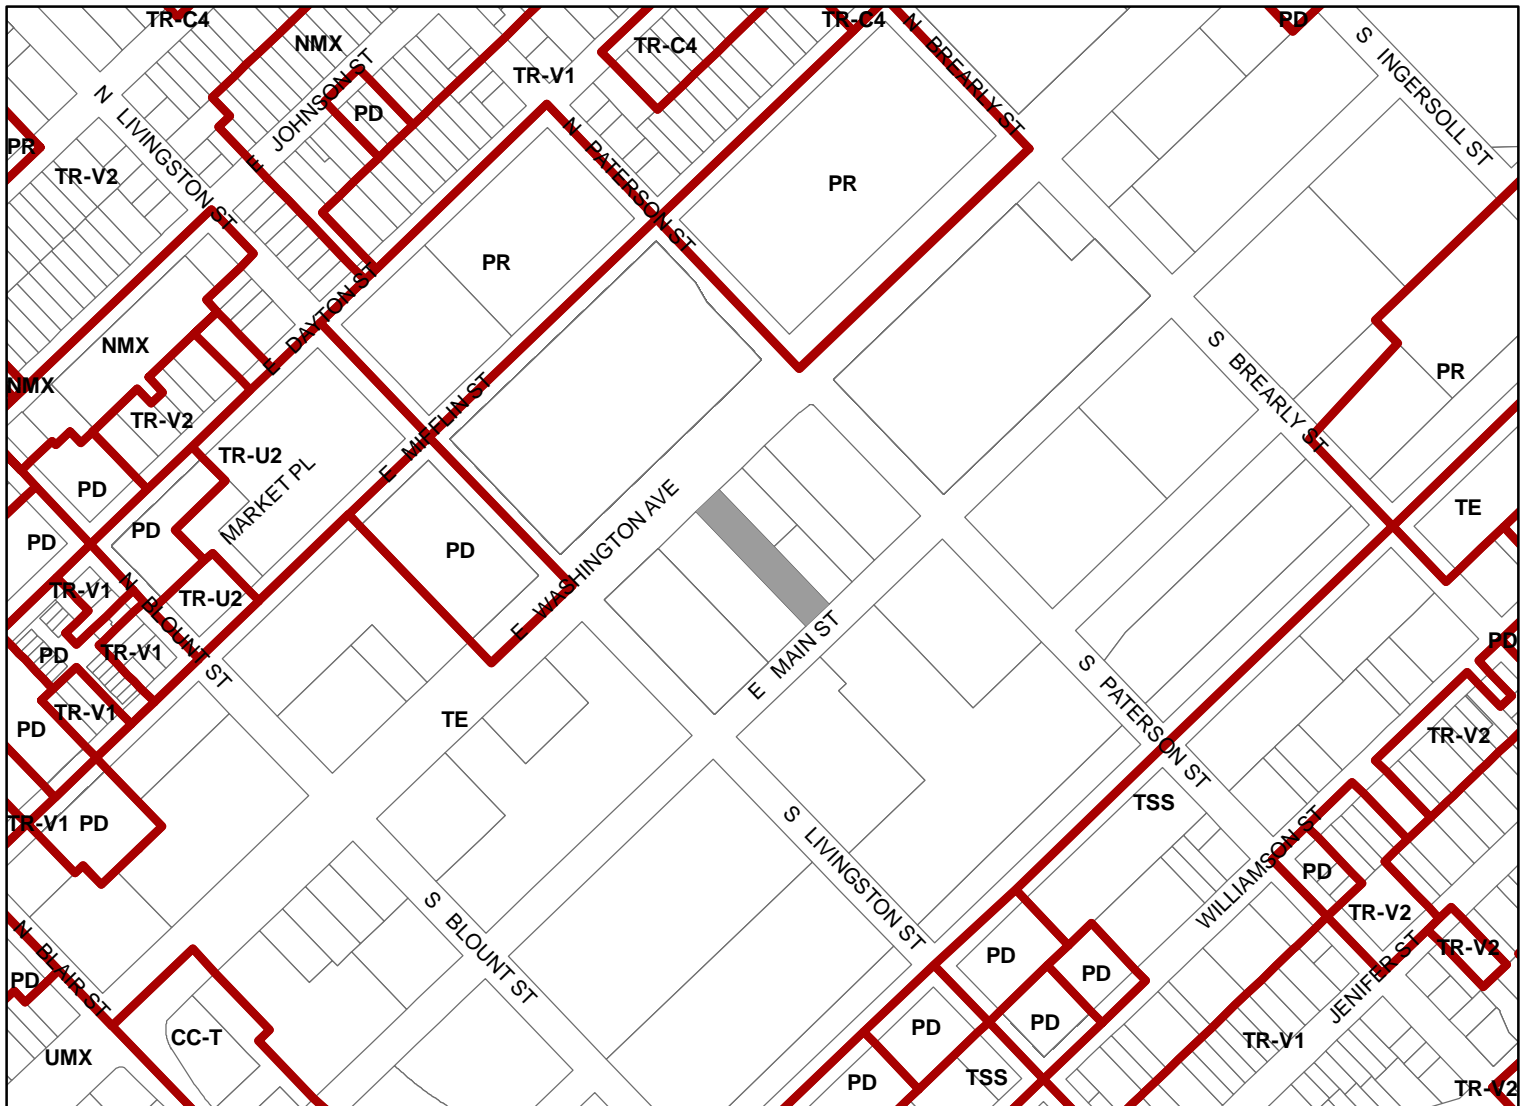 TR-C4
NMX
TR-C4
TR-C4
PD
N BREARLY ST
S INGERSOLL ST
TR-V1
E JOHNSON ST
PD
N LIVINGSTON ST
N PATERSON ST
PR
TR-V2
PR
PR
E DAYTON ST
NMX
NMX
S BREARLY ST
PR
TR-V2
E MIFFLIN ST
TR-U2
MARKET PL
PD
TE
PD
PD
PD
E WASHINGTON AVE
TR-V1
N BLOUNT ST
TR-U2
TR-V1
PD
E MAIN ST
PD
TR-V1
PD
TE
S PATERSON ST
TR-V2
TSS
TR-V1
PD
S LIVINGSTON ST
WILLIAMSON ST
PD
S BLOUNT ST
TR-V2
TR-V2
N BLAIR ST
PD
PD
PD
JENIFER ST
PD
PD
CC-T
TR-V1
UMX
TSS
PD
TR-V2